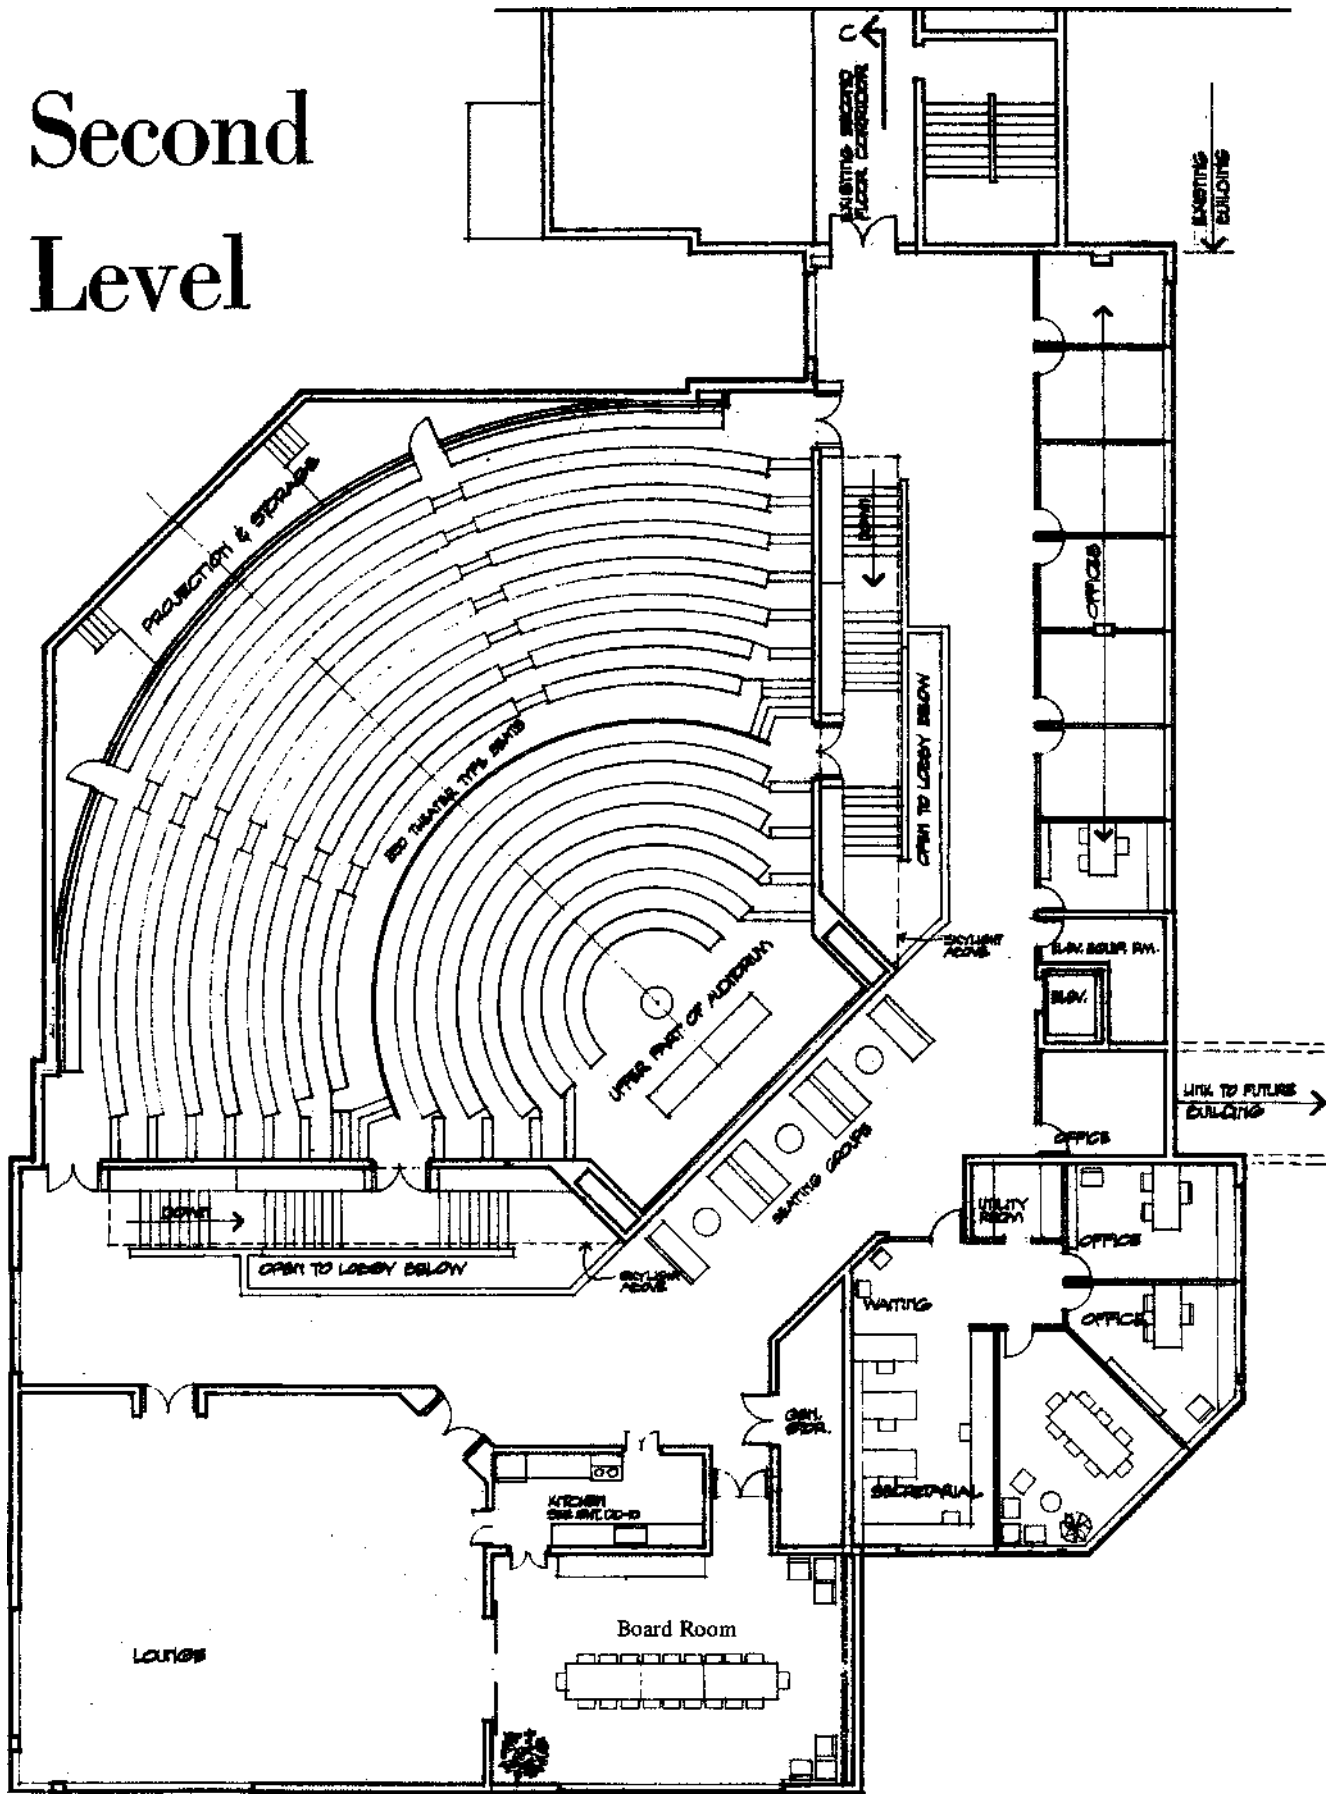 Second
Level
C
EXISTING SECOND
FLOOR CORRIDOR
EXISTING
BUILDING
PROJECTION & STORAGE
DOWN
OFFICES
OPEN TO LOBBY BELOW
350 THEATER TYPE SEATS
SKYLIGHT
ABOVE
ELEV. EQUIP. RM.
ELEV.
UPPER PART OF AUDITORIUM
LINK TO FUTURE
BUILDING
OFFICE
SEATING GROUPS
UTILITY
ROOM
OFFICE
DOWN
OPEN TO LOBBY BELOW
SKYLIGHT
ABOVE
WAITING
OFFICE
GEN.
STOR.
SECRETARIAL
KITCHEN
Board Room
LOUNGE